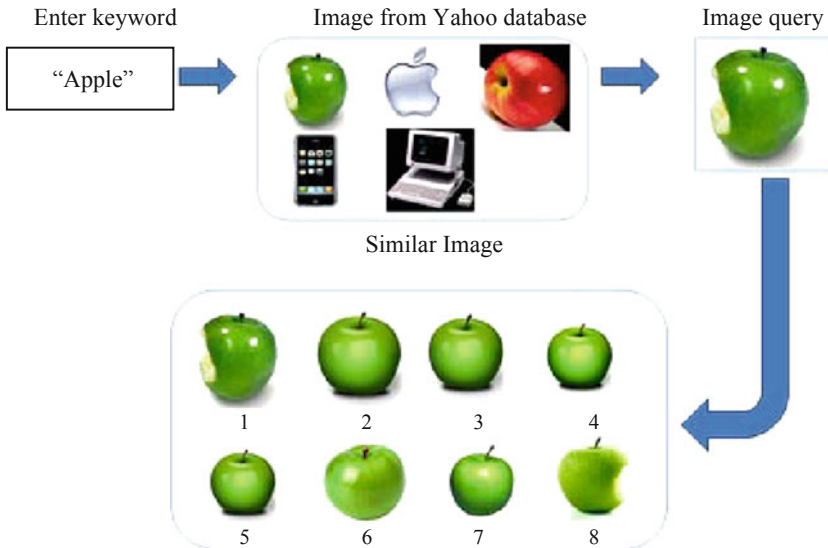 Enter keyword
Image from Yahoo database
Image query
“Apple”
Similar Image
1
2
3
4
5
6
7
8